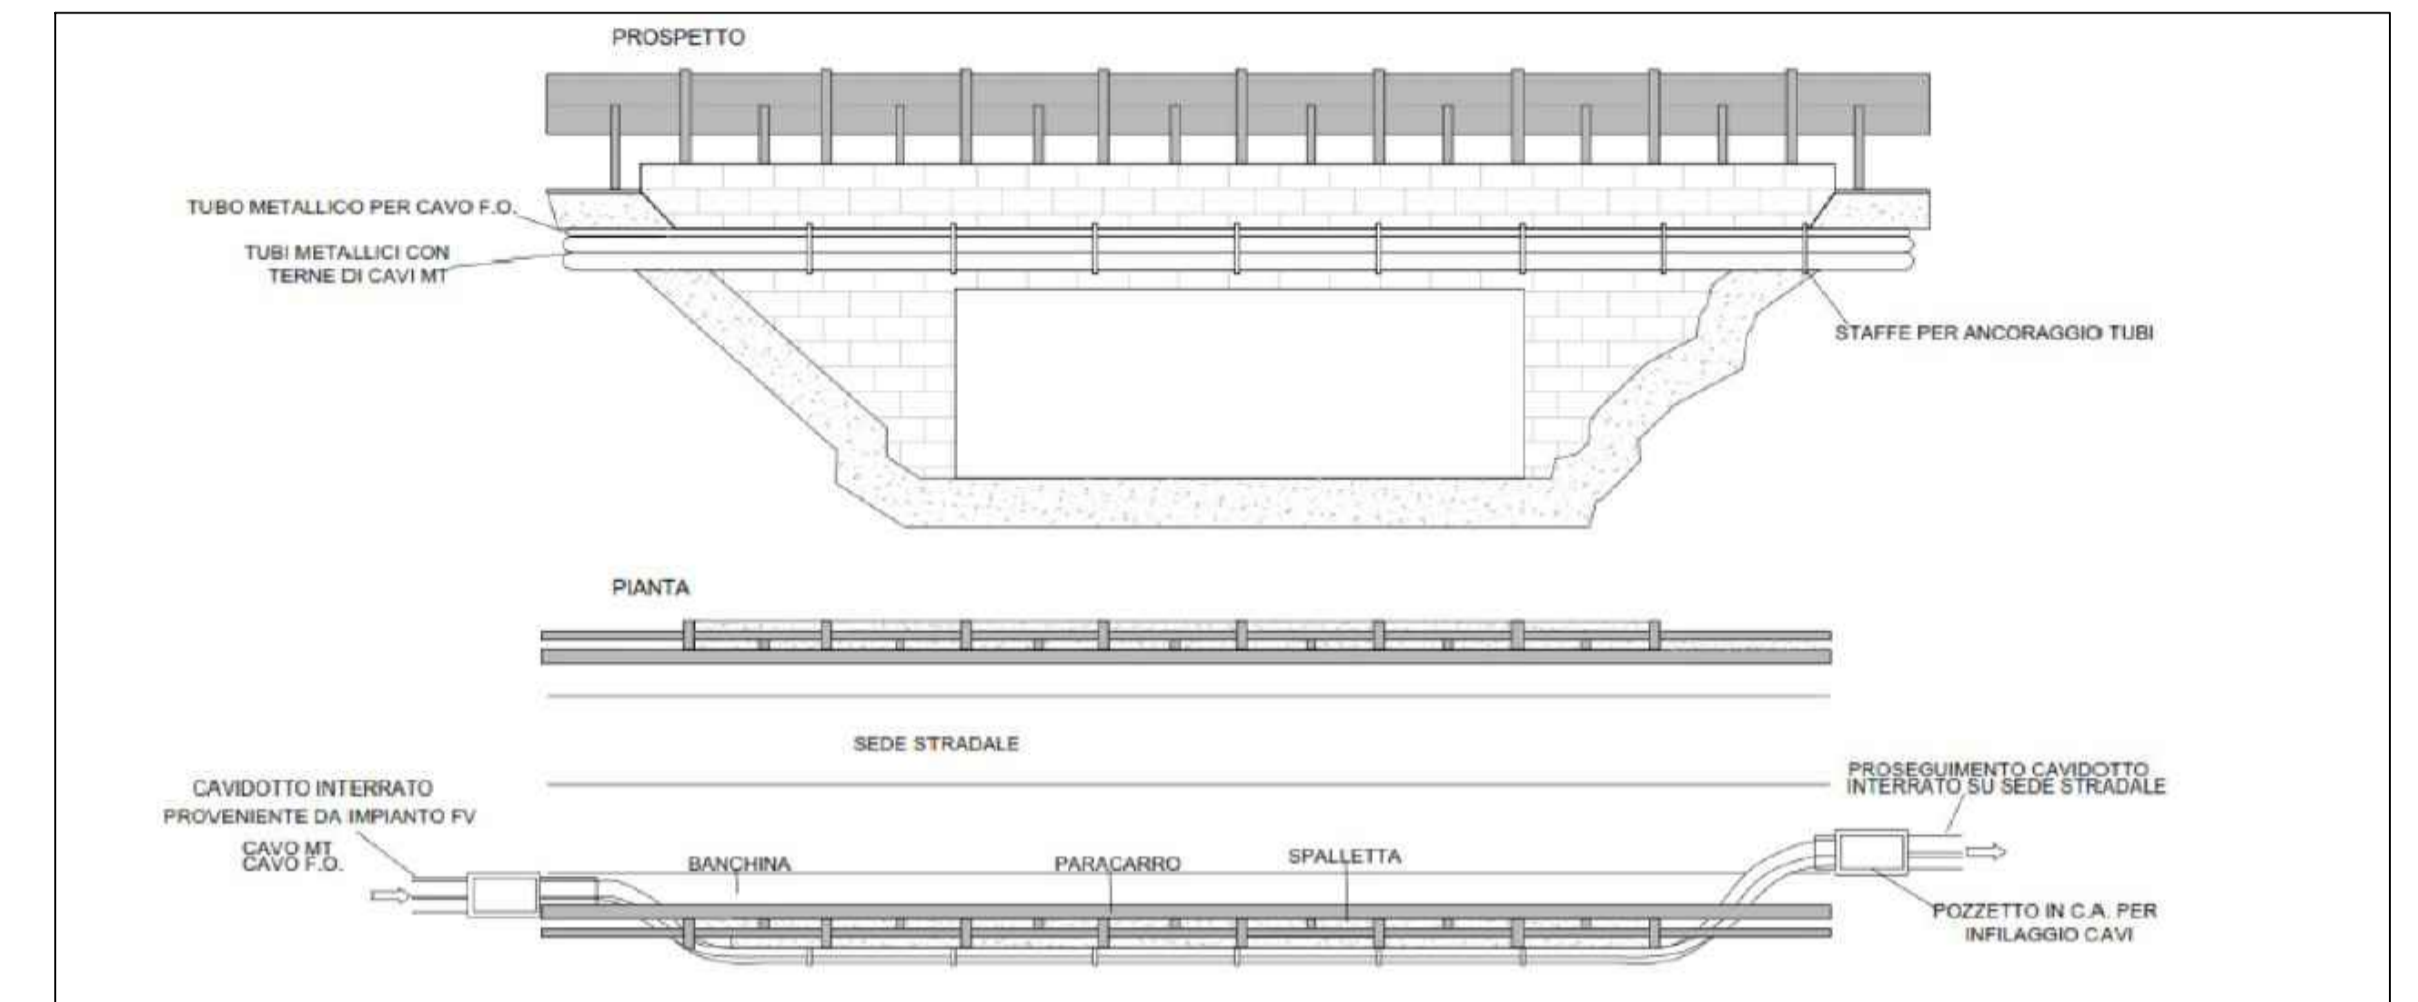 PROSPETTO
TUBO METALLICO PER CAVO F.O.
TUBI METALLICI CON
TERNE DI CAVI MT
STAFFE PER ANCORAGGIO TUBI
PIANTA
SEDE STRADALE
CAVIDOTTO INTERRATO
PROVENIENTE DA IMPIANTO FV
CAVO MT
CAVO F.O.
BANCHINA
PARACARRO
SPALLETTA
PROSEGUIMENTO CAVIDOTTO
INTERRATO SU SEDE STRADALE
POZZETTO IN C.A. PER
INFILAGGIO CAVI